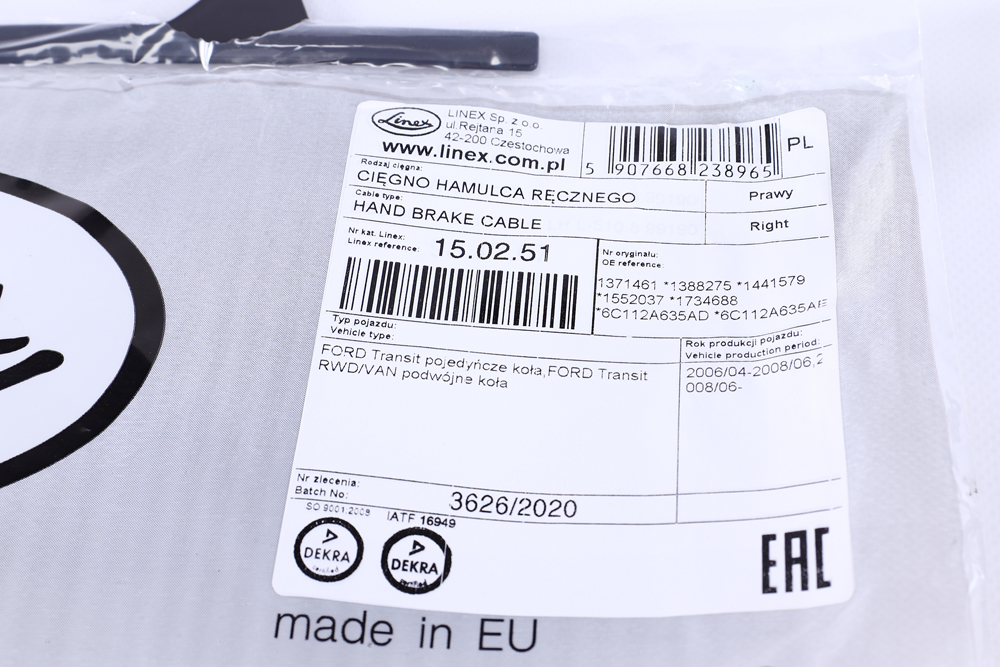 Linex
LINEX Sp. z o.o.
ul.Rejtana 15
42-200 Czestochowa
www.linex.com.pl
5 907668 238965
PL
Rodzaj cięgna:
CIĘGNO HAMULCA RĘCZNEGO
Prawy
Cable type:
HAND BRAKE CABLE
Right
Nr kat. Linex:
Linex reference:
15.02.51
Nr oryginału:
OE reference:
1371461 *1388275 *1441579
*1552037 *1734688
*6C112A635AD *6C112A635AE
Typ pojazdu:
Vehicle type:
FORD Transit pojedyńcze koła,FORD Transit
RWD/VAN podwójne koła
Rok produkcji pojazdu:
Vehicle production period:
2006/04-2008/06,2
008/06-
Nr zlecenia:
Batch No:
3626/2020
ISO 9001:2008
IATF 16949
DEKRA
certified
DEKRA
certified
EAC
made in EU